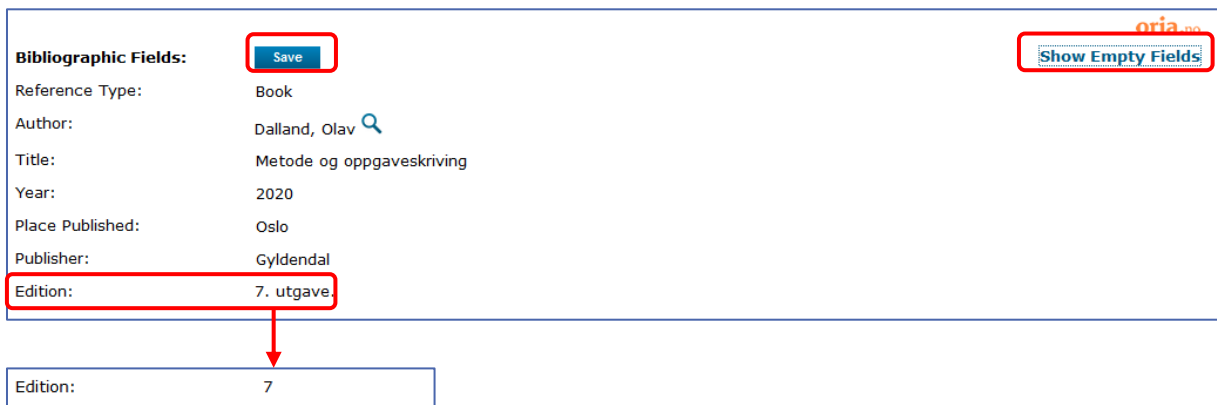 oria.no
Bibliographic Fields: Save Show Empty Fields
Reference Type: Book
Author: Dalland, Olav
Title: Metode og oppgaveskriving
Year: 2020
Place Published: Oslo
Publisher: Gyldendal
Edition: 7. utgave.
Edition: 7